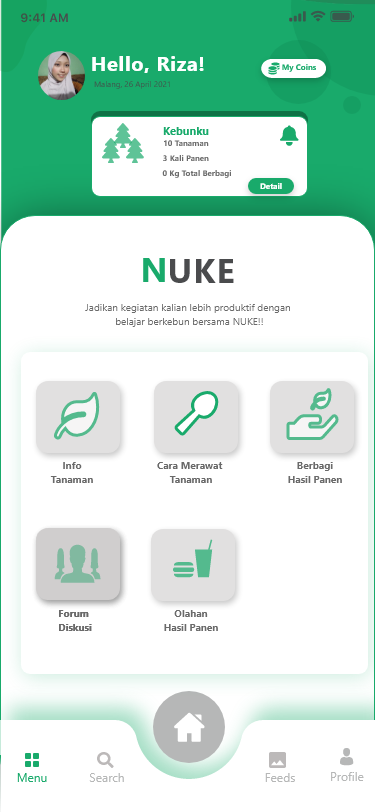 9:41 AM
Hello, Riza!
Malang, 26 April 2021
My Coins
Kebunku
10 Tanaman
3 Kali Panen
0 Kg Total Berbagi
Detail
NUKE
Jadikan kegiatan kalian lebih produktif dengan
belajar berkebun bersama NUKE!!
Info
Tanaman
Cara Merawat
Tanaman
Berbagi
Hasil Panen
Forum
Diskusi
Olahan
Hasil Panen
Menu
Search
Feeds
Profile